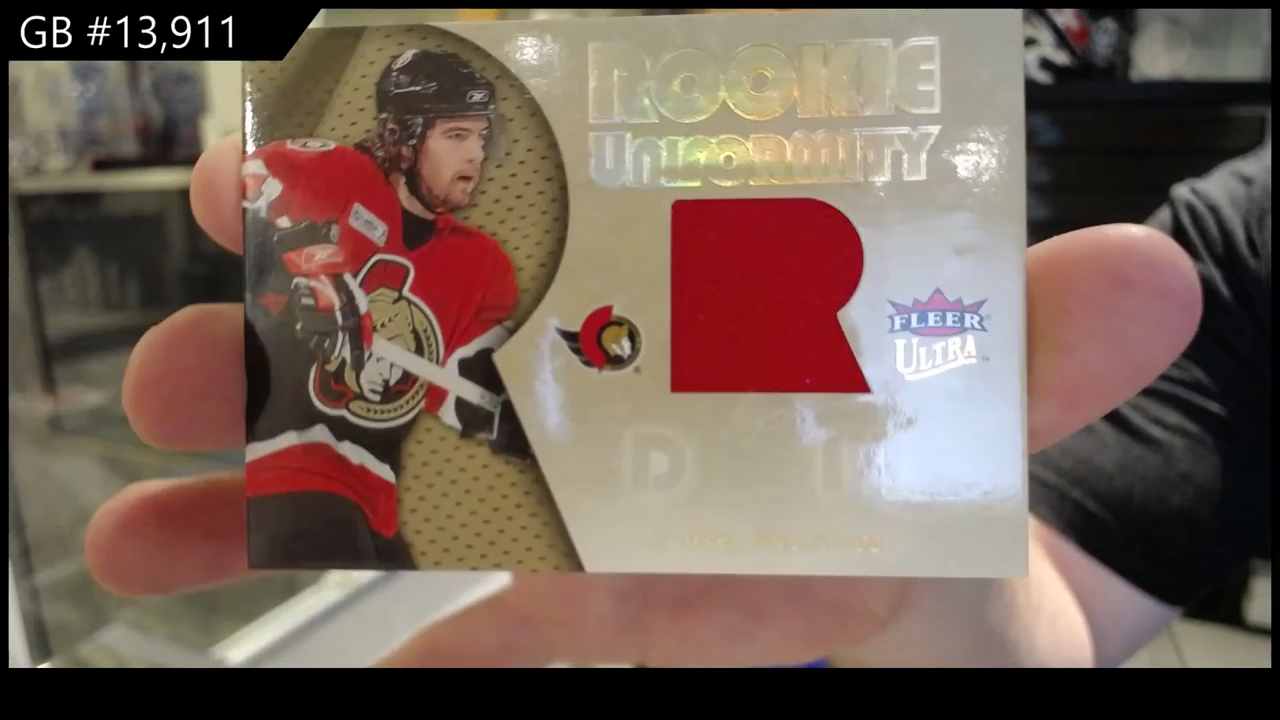 GB #13,911
ROOKIE
UNIFORMITY
FLEER
ULTRA
D